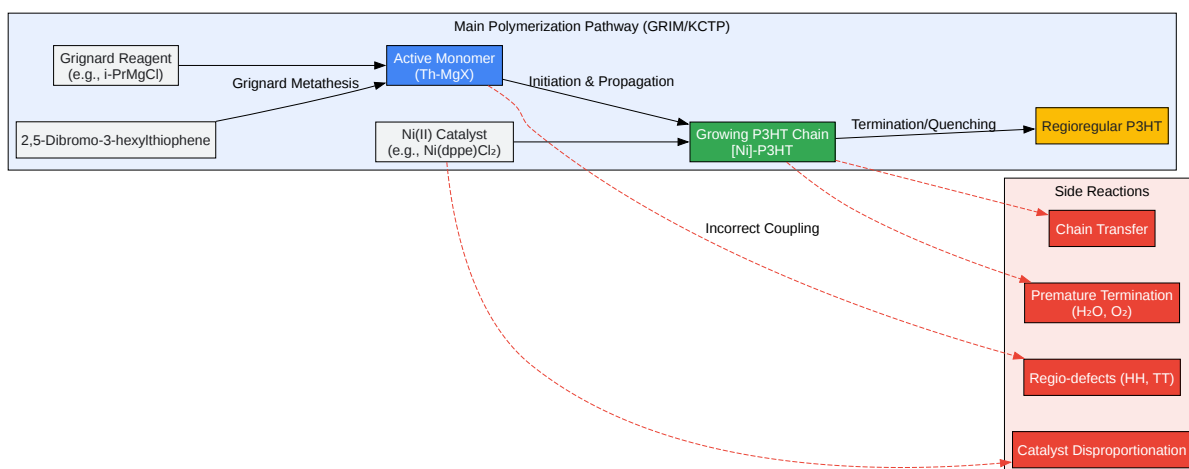 Main Polymerization Pathway (GRIM/KCTP)
Grignard Reagent
(e.g., i-PrMgCl)
Grignard Metathesis
2,5-Dibromo-3-hexylthiophene
Active Monomer
(Th-MgX)
Initiation & Propagation
Ni(II) Catalyst
(e.g., Ni(dppe)Cl₂)
Growing P3HT Chain
[Ni]-P3HT
Termination/Quenching
Regioregular P3HT
Side Reactions
Chain Transfer
Incorrect Coupling
Premature Termination
(H₂O, O₂)
Regio-defects (HH, TT)
Catalyst Disproportionation